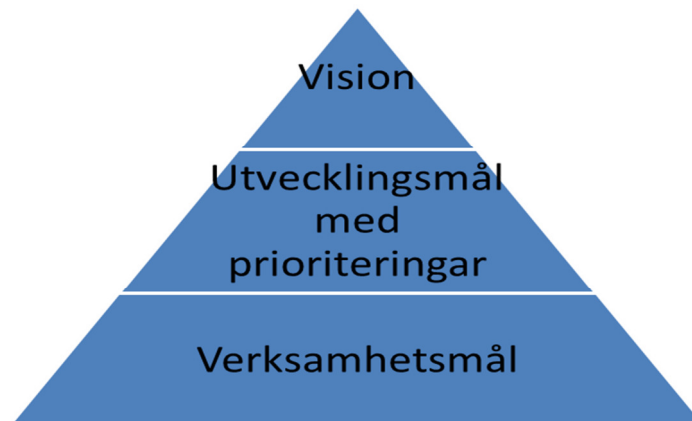 Vision
Utvecklingsmål
med
prioriteringar
Verksamhetsmål